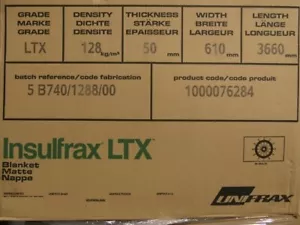 GRADE DENSITY THICKNESS WIDTH LENGTH
MARKE DICHTE STÄRKE BREITE LÄNGE
GRADE DENSITE EPAISSEUR LARGEUR LONGUEUR
LTX 128 kg/m³ 50 mm 610 mm 3660 mm
batch reference/code fabrication product code/code produit
5 B740/1288/00 1000076284
Insulfrax LTX
Blanket
Matte
Nappe
UNIFRAX